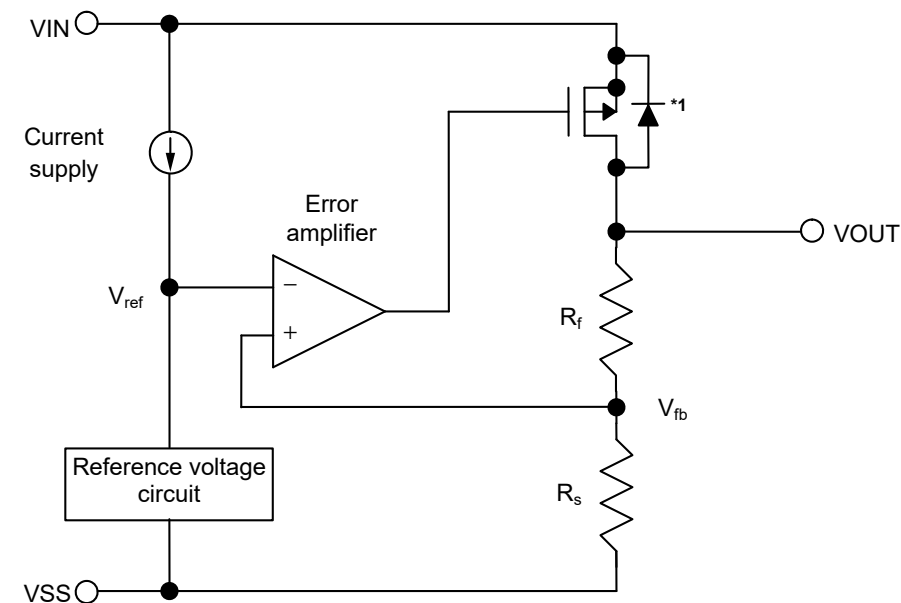 VIN
*1
Current
supply
Error
amplifier
VOUT
Vref
−
+
Rf
Vfb
Reference voltage
circuit
Rs
VSS